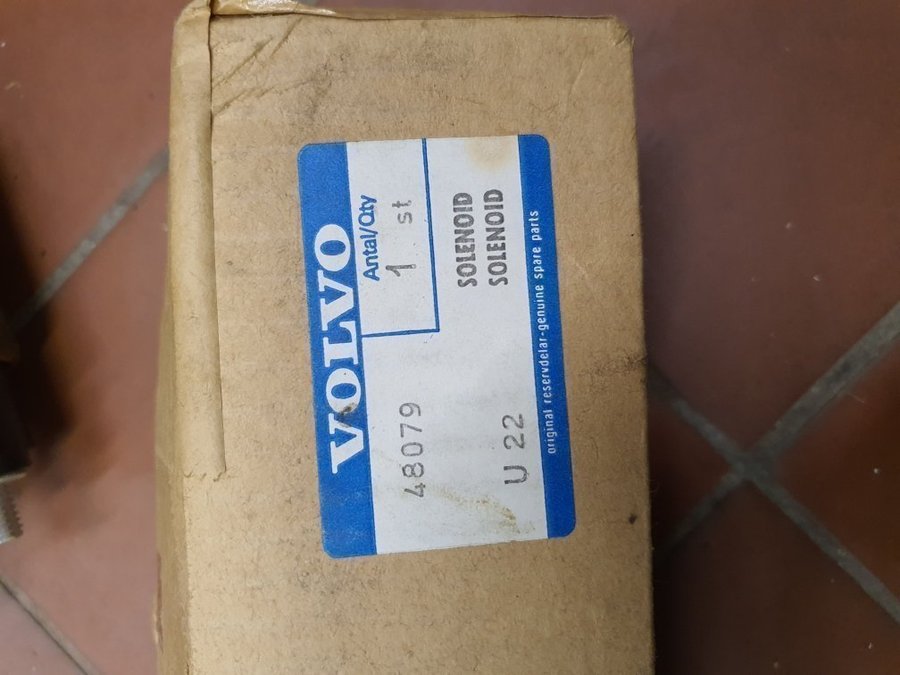 VOLVO
Antal/Qty
1 st
48079
SOLENOID
SOLENOID
U 22
original reservdelar-genuine spare parts